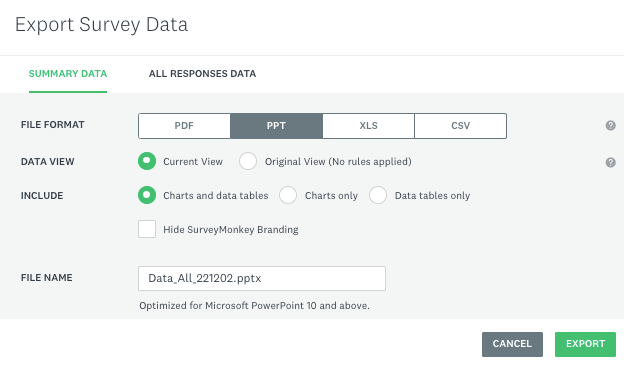 Export Survey Data
SUMMARY DATA ALL RESPONSES DATA
FILE FORMAT PDF PPT XLS CSV ?
DATA VIEW Current View Original View (No rules applied) ?
INCLUDE Charts and data tables Charts only Data tables only
Hide SurveyMonkey Branding
FILE NAME Data_All_221202.pptx
Optimized for Microsoft PowerPoint 10 and above.
CANCEL EXPORT